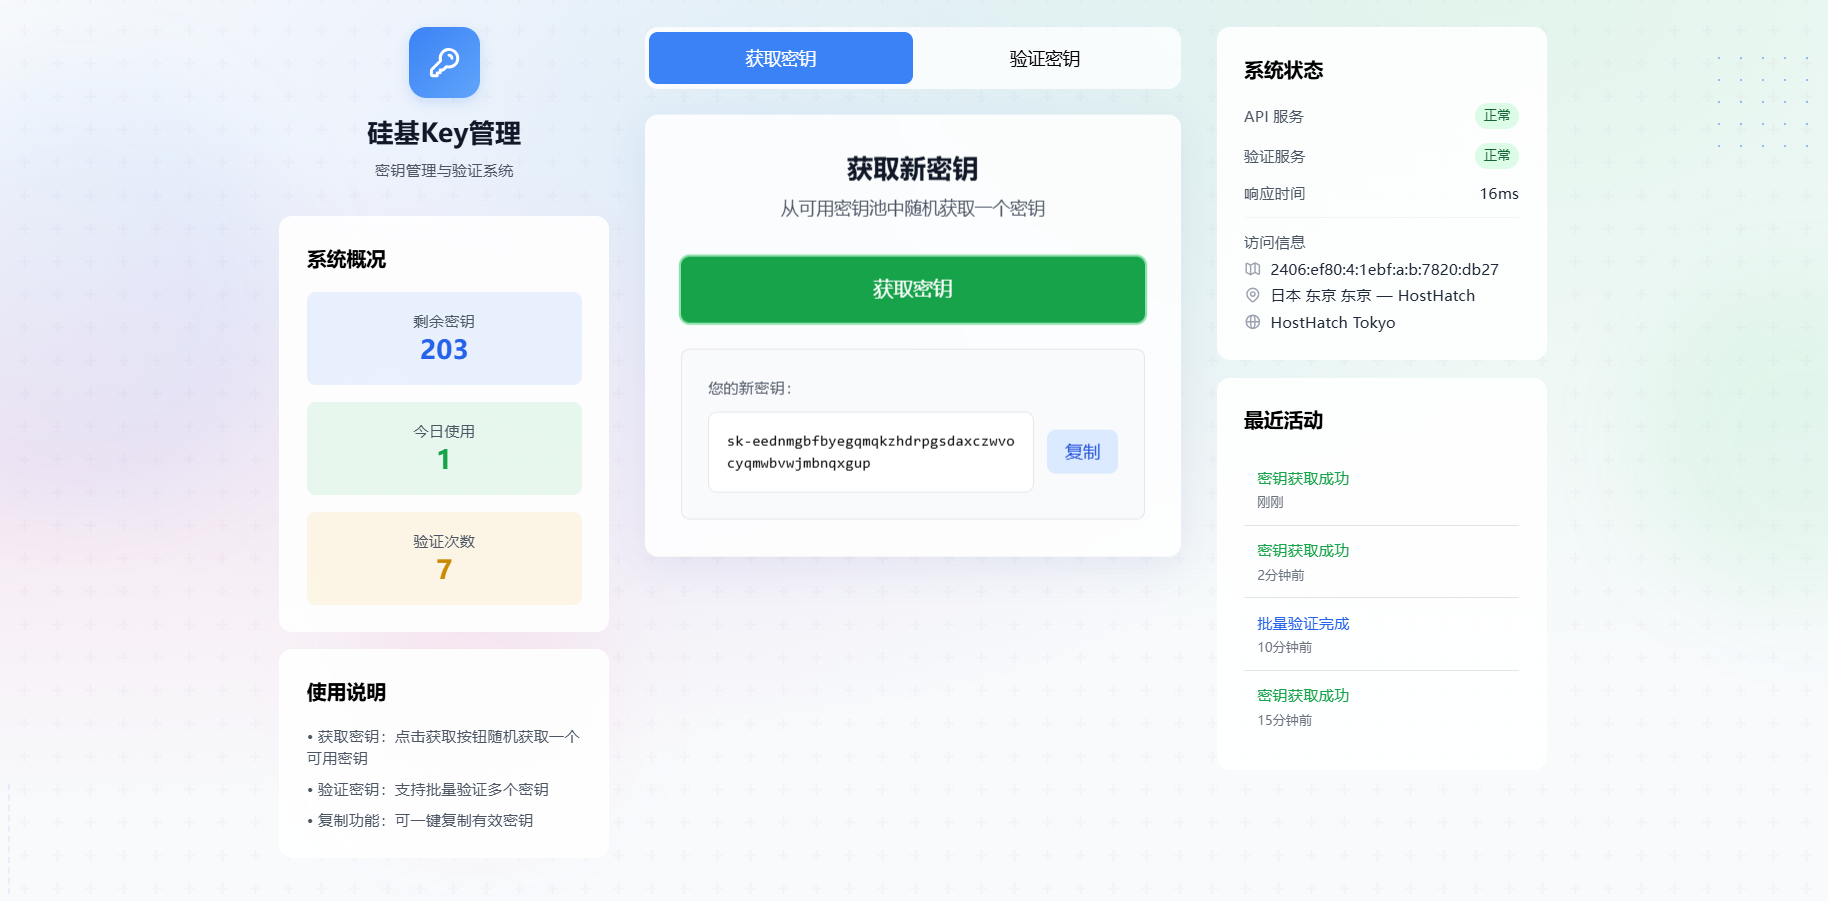 硅基Key管理
密钥管理与验证系统
系统概况
剩余密钥
203
今日使用
1
验证次数
7
使用说明
• 获取密钥：点击获取按钮随机获取一个
可用密钥
• 验证密钥：支持批量验证多个密钥
• 复制功能：可一键复制有效密钥
获取密钥
验证密钥
获取新密钥
从可用密钥池中随机获取一个密钥
获取密钥
您的新密钥：
sk-eednmgbfbyegqmqkzhdrpgsdaxczwvo
cyqmwbvwjmbnqxgup
复制
系统状态
API 服务 正常
验证服务 正常
响应时间 16ms
访问信息
2406:ef80:4:1ebf:a:b:7820:db27
日本 东京 东京 — HostHatch
HostHatch Tokyo
最近活动
密钥获取成功
刚刚
密钥获取成功
2分钟前
批量验证完成
10分钟前
密钥获取成功
15分钟前